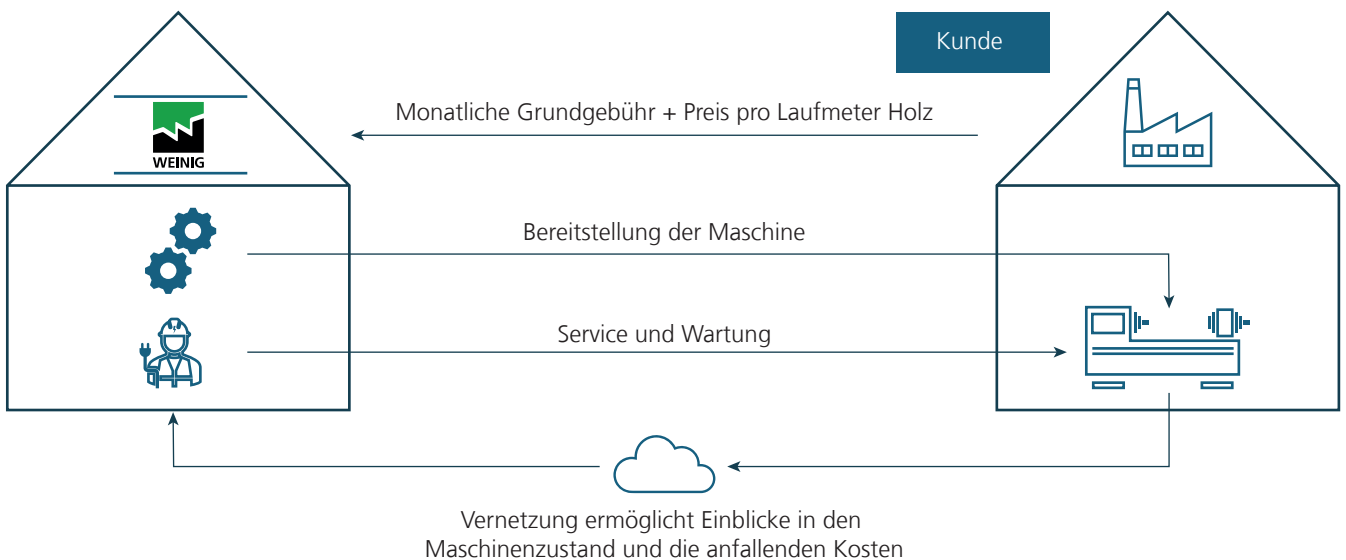 Kunde
Monatliche Grundgebühr + Preis pro Laufmeter Holz
WEINIG
Bereitstellung der Maschine
Service und Wartung
Vernetzung ermöglicht Einblicke in den
Maschinenzustand und die anfallenden Kosten